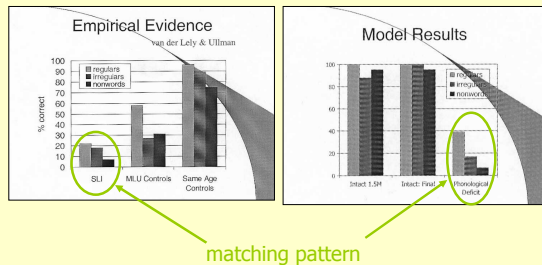 Empirical Evidence
van der Lely & Ullman
regulars
irregulars
nonwords
% correct
100
90
80
70
60
50
40
30
20
10
0
SLI
MLU Controls
Same Age
Controls
Model Results
regulars
irregulars
nonwords
100
80
60
40
20
0
Intact 1.5M
Intact: Final
Phonological
Deficit
matching pattern